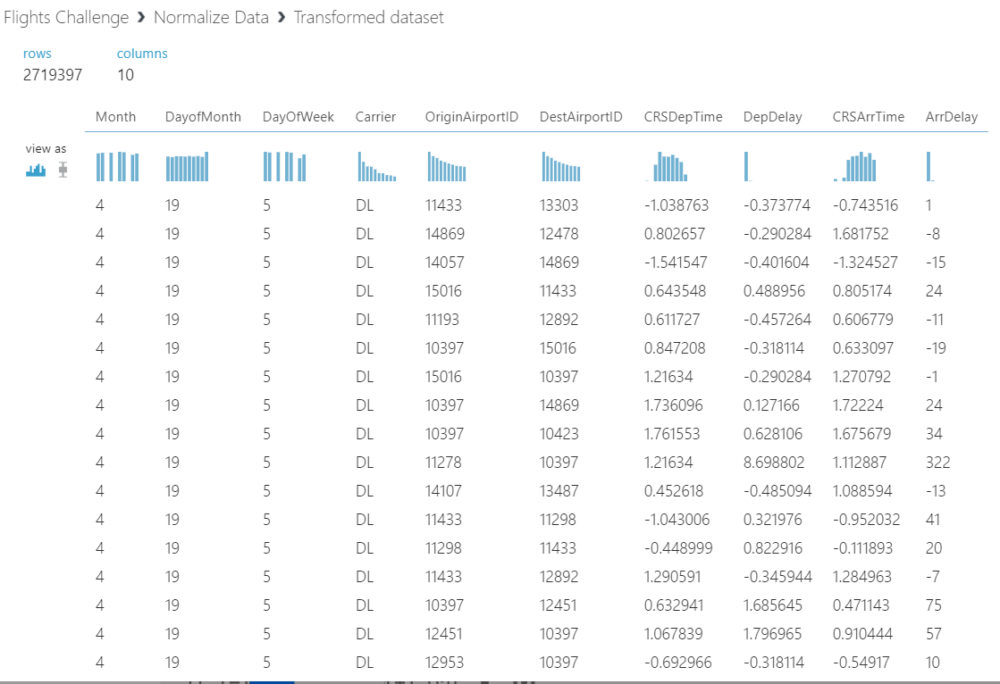 Flights Challenge ❯ Normalize Data ❯ Transformed dataset
rows columns
2719397 10
Month DayofMonth DayOfWeek Carrier OriginAirportID DestAirportID CRSDepTime DepDelay CRSArrTime ArrDelay
view as
4 19 5 DL 11433 13303 -1.038763 -0.373774 -0.743516 1
4 19 5 DL 14869 12478 0.802657 -0.290284 1.681752 -8
4 19 5 DL 14057 14869 -1.541547 -0.401604 -1.324527 -15
4 19 5 DL 15016 11433 0.643548 0.488956 0.805174 24
4 19 5 DL 11193 12892 0.611727 -0.457264 0.606779 -11
4 19 5 DL 10397 15016 0.847208 -0.318114 0.633097 -19
4 19 5 DL 15016 10397 1.21634 -0.290284 1.270792 -1
4 19 5 DL 10397 14869 1.736096 0.127166 1.72224 24
4 19 5 DL 10397 10423 1.761553 0.628106 1.675679 34
4 19 5 DL 11278 10397 1.21634 8.698802 1.112887 322
4 19 5 DL 14107 13487 0.452618 -0.485094 1.088594 -13
4 19 5 DL 11433 11298 -1.043006 0.321976 -0.952032 41
4 19 5 DL 11298 11433 -0.448999 0.822916 -0.111893 20
4 19 5 DL 11433 12892 1.290591 -0.345944 1.284963 -7
4 19 5 DL 10397 12451 0.632941 1.685645 0.471143 75
4 19 5 DL 12451 10397 1.067839 1.796965 0.910444 57
4 19 5 DL 12953 10397 -0.692966 -0.318114 -0.54917 10